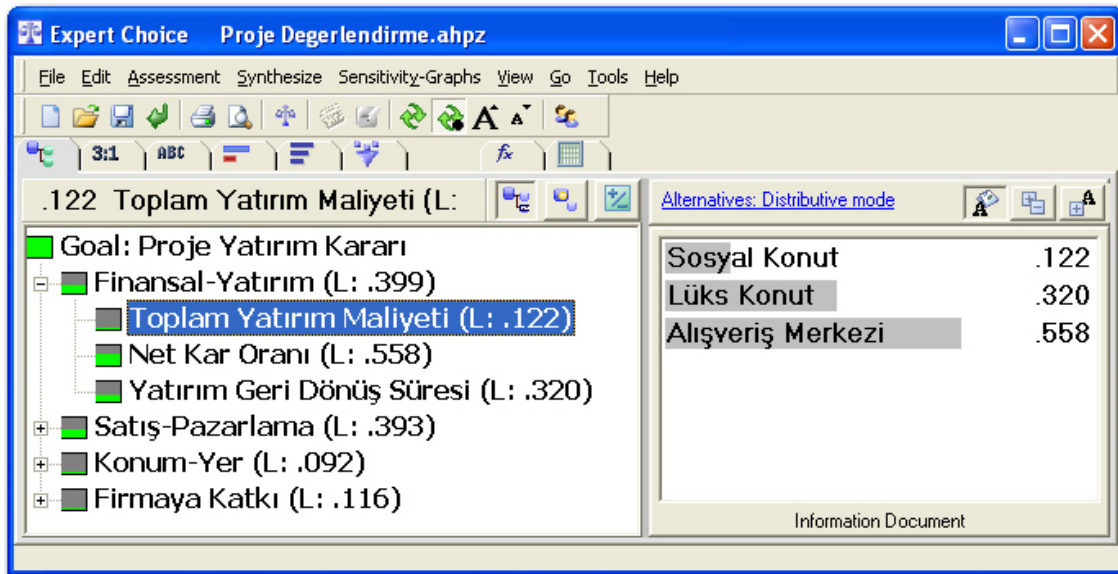 Expert Choice Proje Degerlendirme.ahpz
File Edit Assessment Synthesize Sensitivity-Graphs View Go Tools Help
A A
3:1 ABC fx
.122 Toplam Yatırım Maliyeti (L:
Goal: Proje Yatırım Kararı
Finansal-Yatırım (L: .399)
Toplam Yatırım Maliyeti (L: .122)
Net Kar Oranı (L: .558)
Yatırım Geri Dönüş Süresi (L: .320)
Satış-Pazarlama (L: .393)
Konum-Yer (L: .092)
Firmaya Katkı (L: .116)
Alternatives: Distributive mode A A
Sosyal Konut .122
Lüks Konut .320
Alışveriş Merkezi .558
Information Document